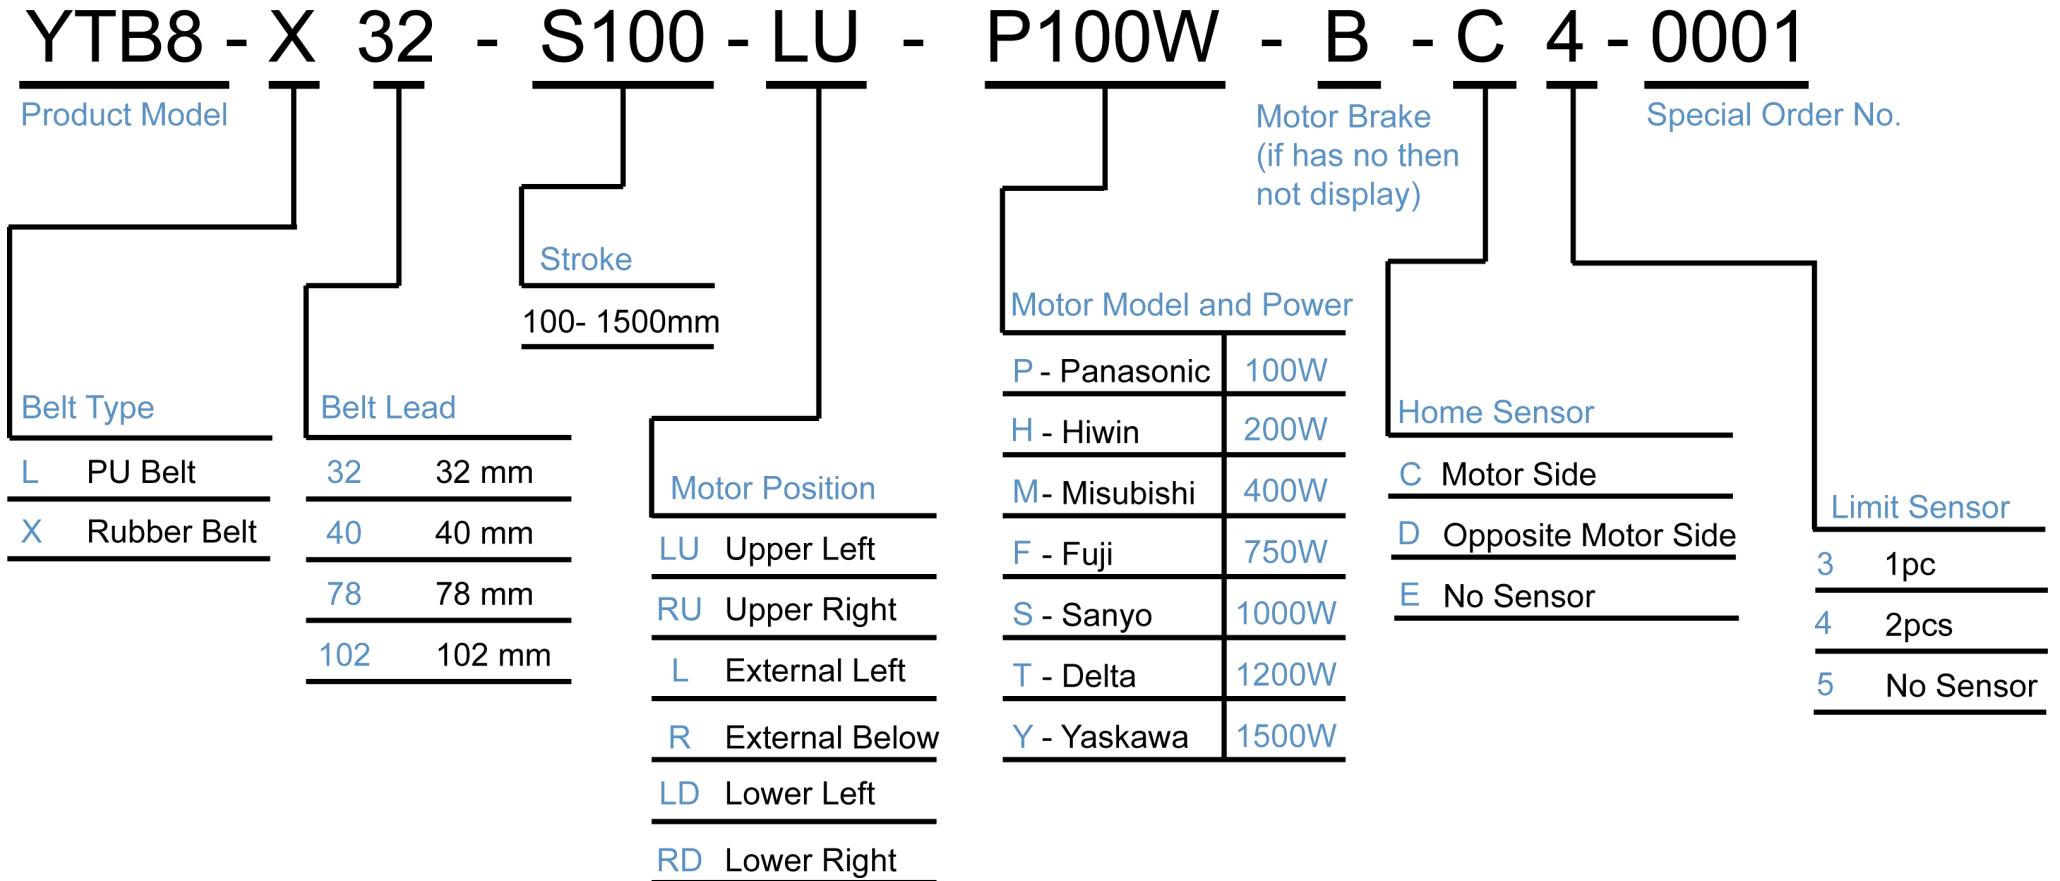 YTB8 - X 32 - S100 - LU - P100W - B - C 4 - 0001
Product Model
Motor Brake
(if has no then
not display)
Special Order No.
Belt Type
L PU Belt
X Rubber Belt
Belt Lead
32 32 mm
40 40 mm
78 78 mm
102 102 mm
Stroke
100- 1500mm
Motor Position
LU Upper Left
RU Upper Right
L External Left
R External Below
LD Lower Left
RD Lower Right
Motor Model and Power
P - Panasonic 100W
H - Hiwin 200W
M- Misubishi 400W
F - Fuji 750W
S - Sanyo 1000W
T - Delta 1200W
Y - Yaskawa 1500W
Home Sensor
C Motor Side
D Opposite Motor Side
E No Sensor
Limit Sensor
3 1pc
4 2pcs
5 No Sensor